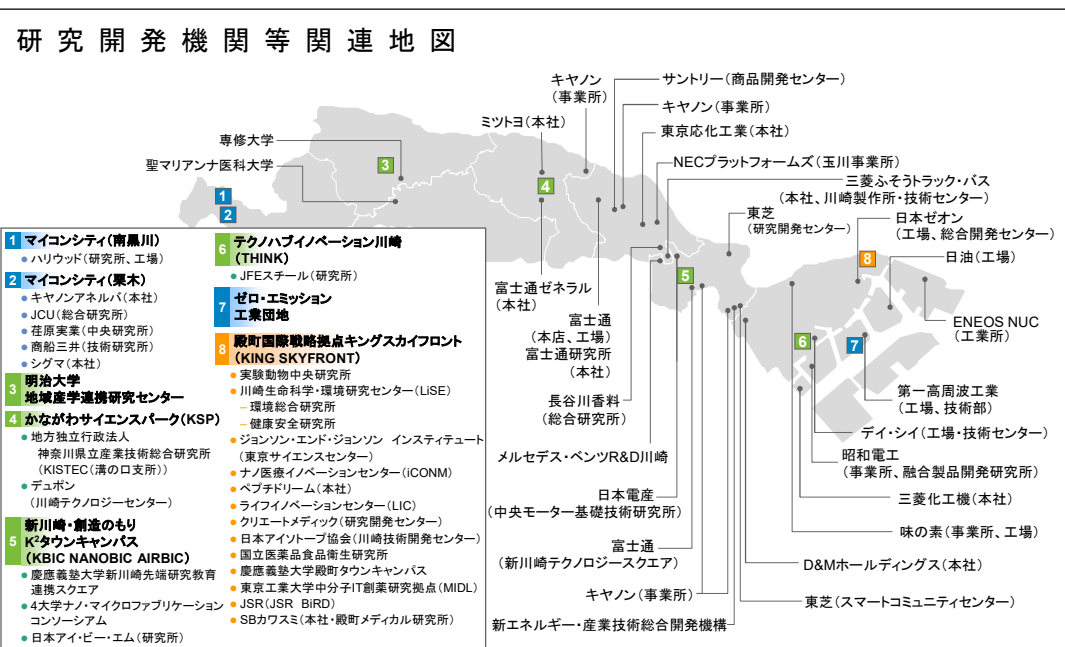 研究開発機関等関連地図
キヤノン
（事業所）
サントリー（商品開発センター）
キヤノン（事業所）
ミツトヨ（本社）
東京応化工業（本社）
専修大学
聖マリアンナ医科大学
NECプラットフォームズ（玉川事業所）
三菱ふそうトラック・バス
（本社、川崎製作所・技術センター）
東芝
（研究開発センター）
日本ゼオン
（工場、総合開発センター）
日油（工場）
3
4
1
2
5
8
6
7
ENEOS NUC
（工業所）
富士通ゼネラル
（本社）
富士通
（本店、工場）
富士通研究所
（本社）
長谷川香料
（総合研究所）
メルセデス・ベンツR&D川崎
日本電産
（中央モーター基礎技術研究所）
富士通
（新川崎テクノロジースクエア）
キヤノン（事業所）
新エネルギー・産業技術総合開発機構
第一高周波工業
（工場、技術部）
デイ・シイ（工場・技術センター）
昭和電工
（事業所、融合製品開発研究所）
三菱化工機（本社）
味の素（事業所、工場）
D&Mホールディングス（本社）
東芝（スマートコミュニティセンター）
1 マイコンシティ（南黒川）
●ハリウッド（研究所、工場）
2 マイコンシティ（栗木）
●キヤノンアネルバ（本社）
●JCU（総合研究所）
●荏原実業（中央研究所）
●商船三井（技術研究所）
●シグマ（本社）
3 明治大学
地域産学連携研究センター
4 かながわサイエンスパーク（KSP）
●地方独立行政法人
神奈川県立産業技術総合研究所
（KISTEC（溝の口支所））
●デュポン
（川崎テクノロジーセンター）
5 新川崎・創造のもり
K²タウンキャンパス
（KBIC NANOBIC AIRBIC）
●慶應義塾大学新川崎先端研究教育
連携スクエア
●4大学ナノ・マイクロファブリケーション
コンソーシアム
●日本アイ・ビー・エム（研究所）
6 テクノハブイノベーション川崎
（THINK）
●JFEスチール（研究所）
7 ゼロ・エミッション
工業団地
8 殿町国際戦略拠点キングスカイフロント
（KING SKYFRONT）
●実験動物中央研究所
●川崎生命科学・環境研究センター（LiSE）
－環境総合研究所
－健康安全研究所
●ジョンソン・エンド・ジョンソン インスティテュート
（東京サイエンスセンター）
●ナノ医療イノベーションセンター（iCONM）
●ペプチドリーム（本社）
●ライフイノベーションセンター（LIC）
●クリエートメディック（研究開発センター）
●日本アイソトープ協会（川崎技術開発センター）
●国立医薬品食品衛生研究所
●慶應義塾大学殿町タウンキャンパス
●東京工業大学中分子IT創薬研究拠点（MIDL）
●JSR（JSR BiRD）
●SBカワスミ（本社・殿町メディカル研究所）